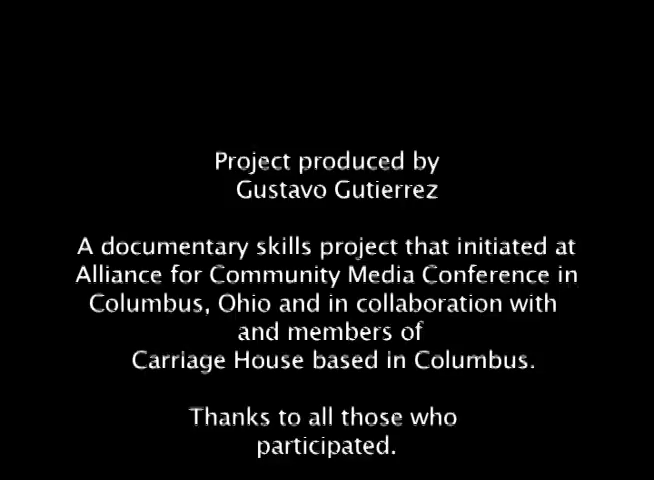 Project produced by
Gustavo Gutierrez
A documentary skills project that initiated at
Alliance for Community Media Conference in
Columbus, Ohio and in collaboration with
and members of
Carriage House based in Columbus.
Thanks to all those who
participated.